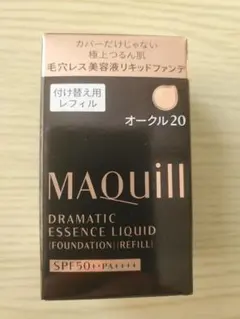 カバーだけじゃない
極上つるん肌
毛穴レス 美容液リキッドファンデ
付け替え用
レフィル
オークル20
MAQuill
DRAMATIC
ESSENCE LIQUID
[FOUNDATION] [REFILL]
SPF50+・PA++++